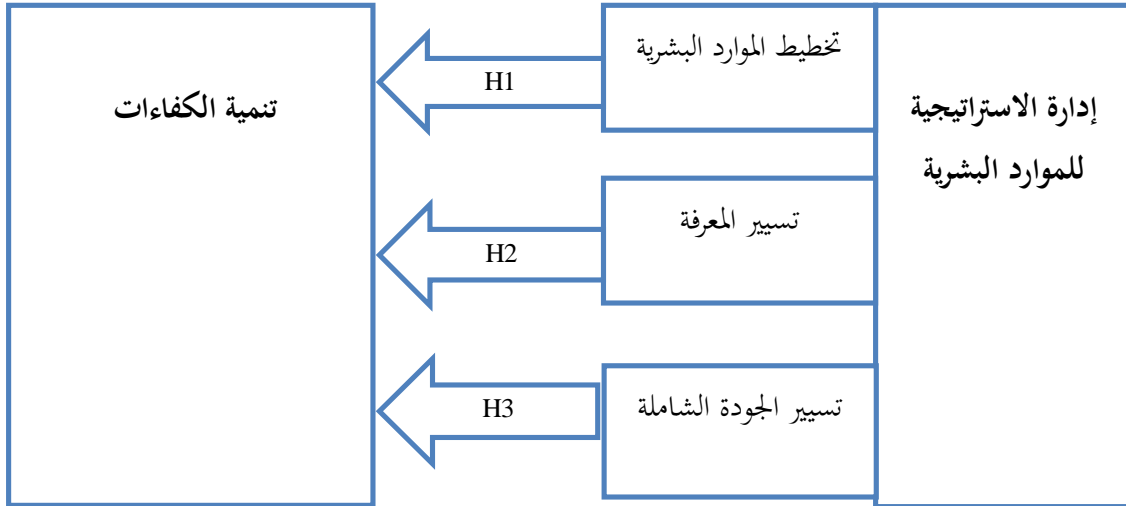 إدارة الاستراتيجية
للموارد البشرية
تخطيط الموارد البشرية
H1
تنمية الكفاءات
تسيير المعرفة
H2
تسيير الجودة الشاملة
H3